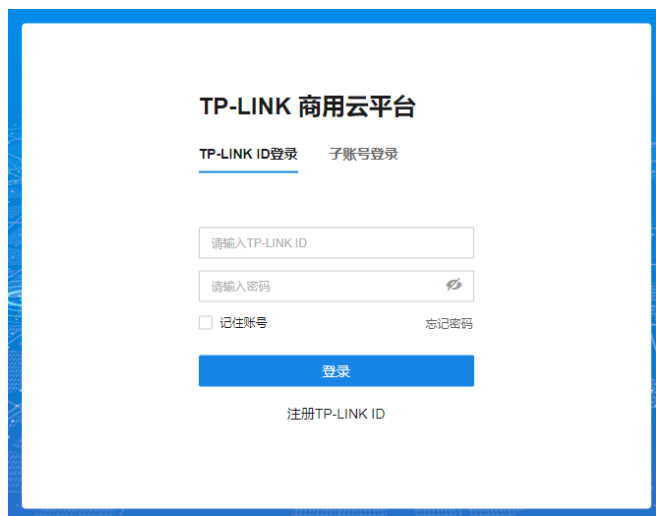 TP-LINK 商用云平台
TP-LINK ID登录 子账号登录
请输入TP-LINK ID
请输入密码
记住账号 忘记密码
登录
注册TP-LINK ID